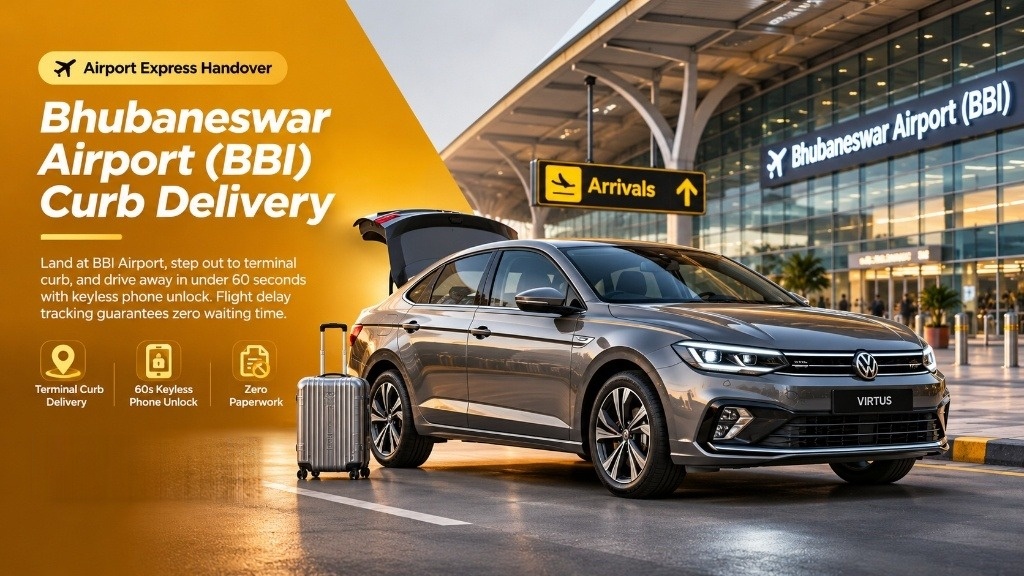 Airport Express Handover
Bhubaneswar
Airport (BBI)
Curb Delivery
Land at BBI Airport, step out to terminal
curb, and drive away in under 60 seconds
with keyless phone unlock. Flight delay
tracking guarantees zero waiting time.
Terminal Curb
Delivery
60s Keyless
Phone Unlock
Zero
Paperwork
Arrivals
Bhubaneswar Airport (BBI)
VIRTUS